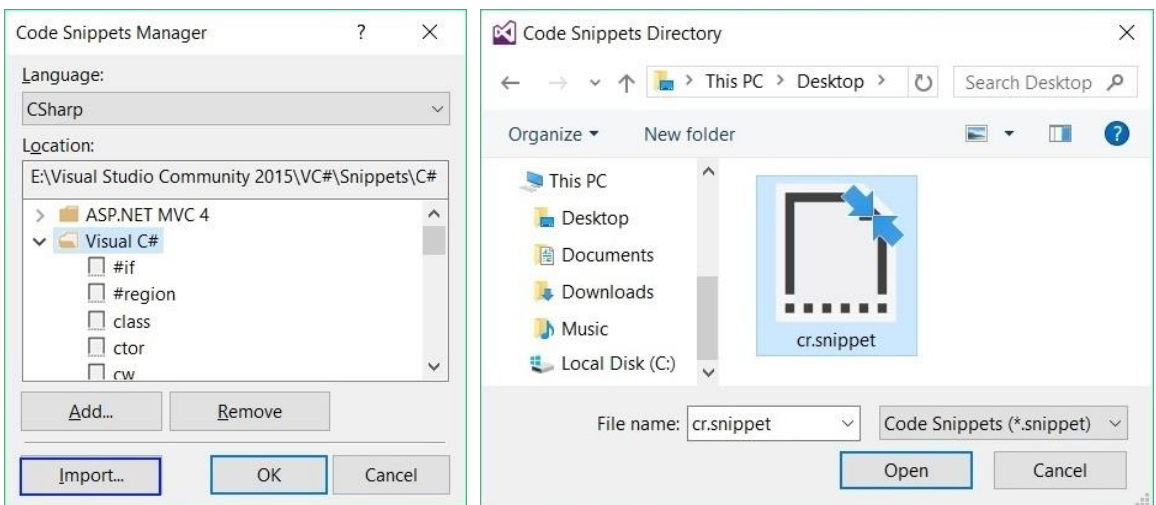 Code Snippets Manager ? ×
Language:
CSharp
Location:
E:\Visual Studio Community 2015\VC#\Snippets\C#
ASP.NET MVC 4
Visual C#
#if
#region
class
ctor
cw
Add... Remove
Import... OK Cancel
Code Snippets Directory
This PC > Desktop >
Search Desktop
Organize New folder
?
This PC
Desktop
Documents
Downloads
Music
Local Disk (C:)
cr.snippet
File name: cr.snippet Code Snippets (*.snippet)
Open Cancel